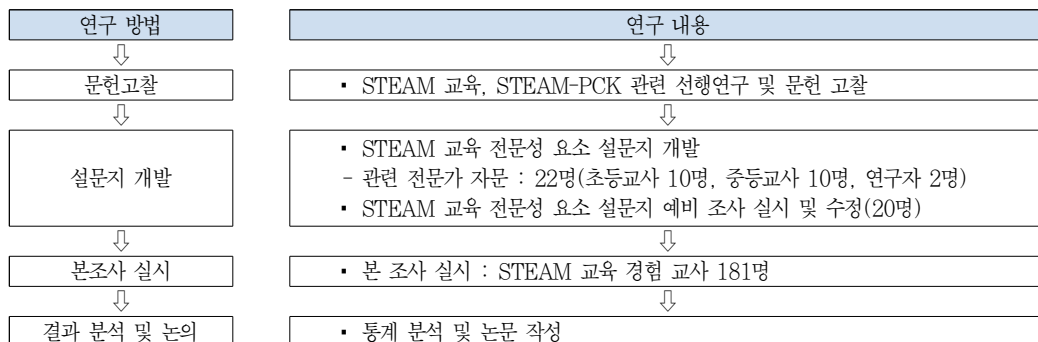 연구 방법
연구 내용
⇩
⇩
문헌고찰
▪ STEAM 교육, STEAM-PCK 관련 선행연구 및 문헌 고찰
⇩
⇩
설문지 개발
▪ STEAM 교육 전문성 요소 설문지 개발
- 관련 전문가 자문 : 22명(초등교사 10명, 중등교사 10명, 연구자 2명)
▪ STEAM 교육 전문성 요소 설문지 예비 조사 실시 및 수정(20명)
⇩
⇩
본조사 실시
▪ 본 조사 실시 : STEAM 교육 경험 교사 181명
⇩
⇩
결과 분석 및 논의
▪ 통계 분석 및 논문 작성